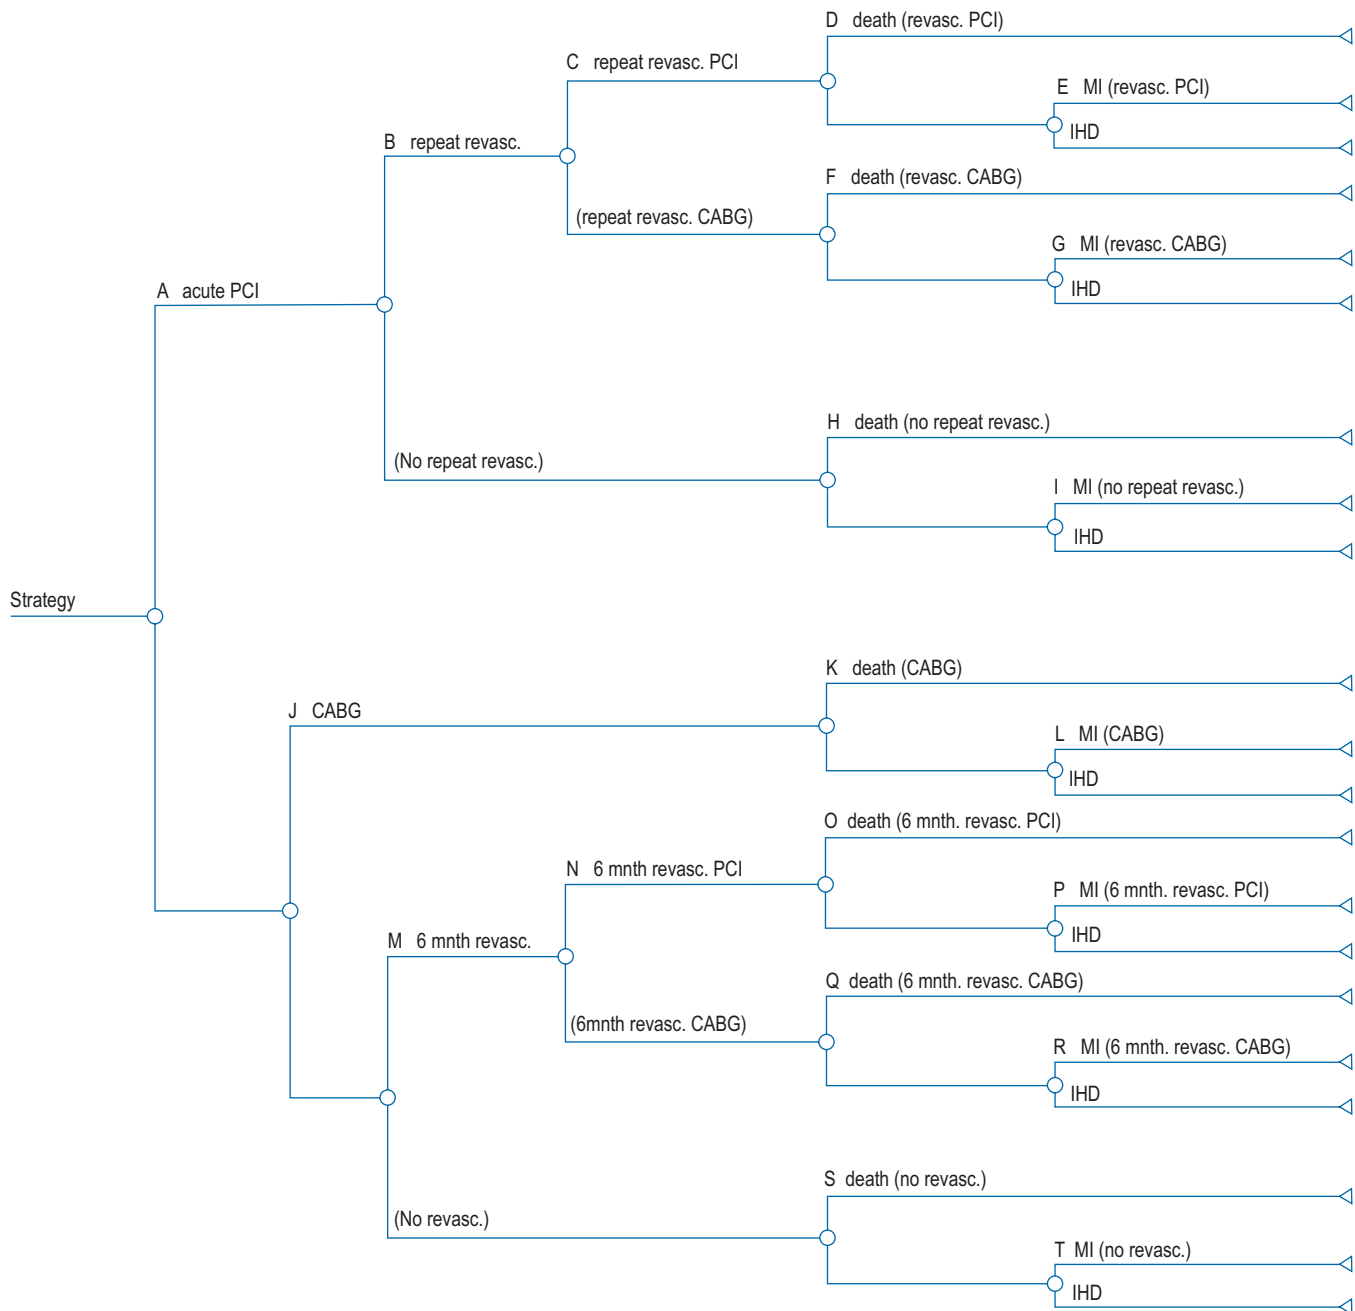 D death (revasc. PCI)
C repeat revasc. PCI
E MI (revasc. PCI)
IHD
B repeat revasc.
F death (revasc. CABG)
(repeat revasc. CABG)
G MI (revasc. CABG)
IHD
A acute PCI
H death (no repeat revasc.)
(No repeat revasc.)
I MI (no repeat revasc.)
IHD
Strategy
K death (CABG)
J CABG
L MI (CABG)
IHD
O death (6 mnth. revasc. PCI)
N 6 mnth revasc. PCI
P MI (6 mnth. revasc. PCI)
IHD
M 6 mnth revasc.
Q death (6 mnth. revasc. CABG)
(6mnth revasc. CABG)
R MI (6 mnth. revasc. CABG)
IHD
S death (no revasc.)
(No revasc.)
T MI (no revasc.)
IHD